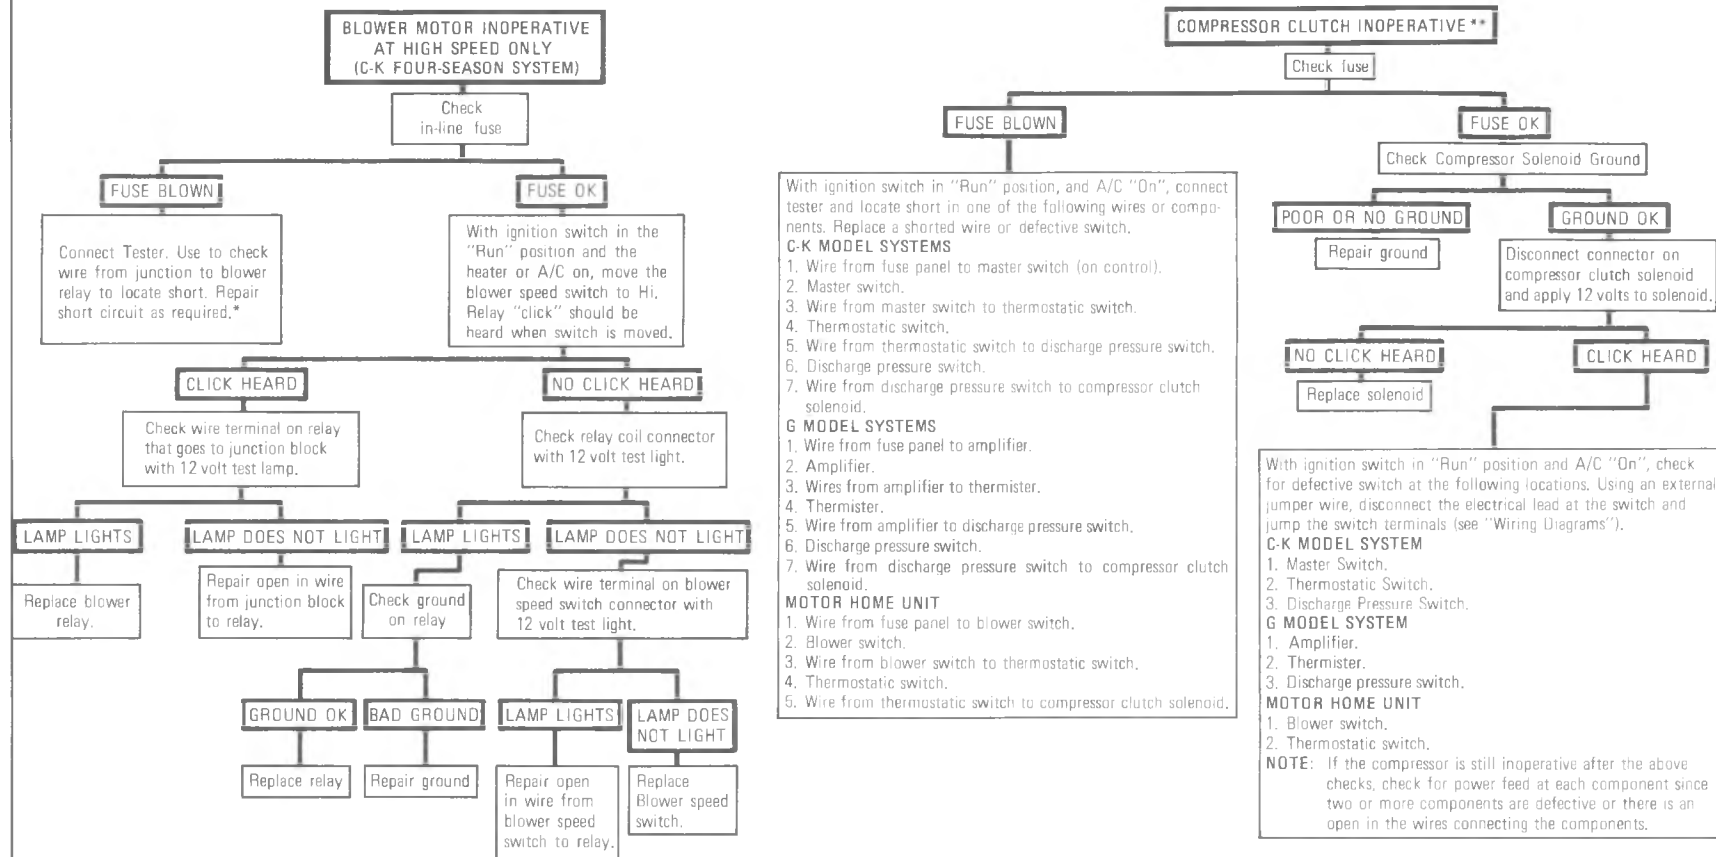 BLOWER MOTOR INOPERATIVE
AT HIGH SPEED ONLY
(C-K FOUR-SEASON SYSTEM)
Check
in-line fuse
FUSE BLOWN
FUSE OK
Connect Tester. Use to check
wire from junction to blower
relay to locate short. Repair
short circuit as required.*
With ignition switch in the
"Run" position and the
heater or A/C on, move the
blower speed switch to Hi.
Relay "click" should be
heard when switch is moved.
CLICK HEARD
NO CLICK HEARD
Check wire terminal on relay
that goes to junction block
with 12 volt test lamp.
Check relay coil connector
with 12 volt test light.
LAMP LIGHTS
LAMP DOES NOT LIGHT
LAMP LIGHTS
LAMP DOES NOT LIGHT
Replace blower
relay.
Repair open in wire
from junction block
to relay.
Check ground
on relay
Check wire terminal on blower
speed switch connector with
12 volt test light.
GROUND OK
BAD GROUND
LAMP LIGHTS
LAMP DOES
NOT LIGHT
Replace relay
Repair ground
Repair open
in wire from
blower speed
switch to relay.
Replace
Blower speed
switch.
COMPRESSOR CLUTCH INOPERATIVE**
Check fuse
FUSE BLOWN
FUSE OK
With ignition switch in "Run" position, and A/C "On", connect
tester and locate short in one of the following wires or compo-
nents. Replace a shorted wire or defective switch.
C-K MODEL SYSTEMS
1. Wire from fuse panel to master switch (on control).
2. Master switch.
3. Wire from master switch to thermostatic switch.
4. Thermostatic switch.
5. Wire from thermostatic switch to discharge pressure switch.
6. Discharge pressure switch.
7. Wire from discharge pressure switch to compressor clutch
solenoid.
G MODEL SYSTEMS
1. Wire from fuse panel to amplifier.
2. Amplifier.
3. Wires from amplifier to thermister.
4. Thermister.
5. Wire from amplifier to discharge pressure switch.
6. Discharge pressure switch.
7. Wire from discharge pressure switch to compressor clutch
solenoid.
MOTOR HOME UNIT
1. Wire from fuse panel to blower switch.
2. Blower switch.
3. Wire from blower switch to thermostatic switch.
4. Thermostatic switch.
5. Wire from thermostatic switch to compressor clutch solenoid.
Check Compressor Solenoid Ground
POOR OR NO GROUND
GROUND OK
Repair ground
Disconnect connector on
compressor clutch solenoid
and apply 12 volts to solenoid.
NO CLICK HEARD
CLICK HEARD
Replace solenoid
With ignition switch in "Run" position and A/C "On", check
for defective switch at the following locations. Using an external
jumper wire, disconnect the electrical lead at the switch and
jump the switch terminals (see "Wiring Diagrams").
C-K MODEL SYSTEM
1. Master Switch.
2. Thermostatic Switch.
3. Discharge Pressure Switch.
G MODEL SYSTEM
1. Amplifier.
2. Thermister.
3. Discharge pressure switch.
MOTOR HOME UNIT
1. Blower switch.
2. Thermostatic switch.
NOTE: If the compressor is still inoperative after the above
checks, check for power feed at each component since
two or more components are defective or there is an
open in the wires connecting the components.